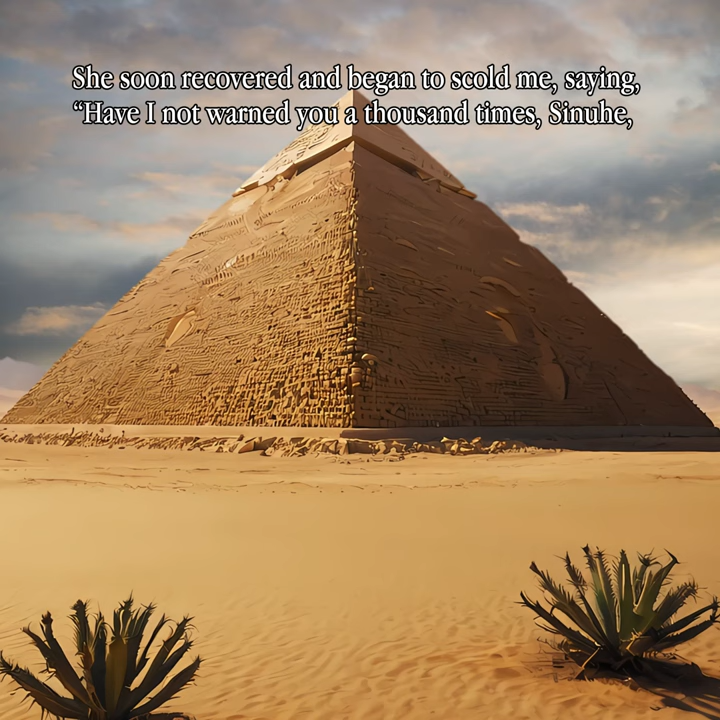 She soon recovered and began to scold me, saying,
“Have I not warned you a thousand times, Sinuhe,